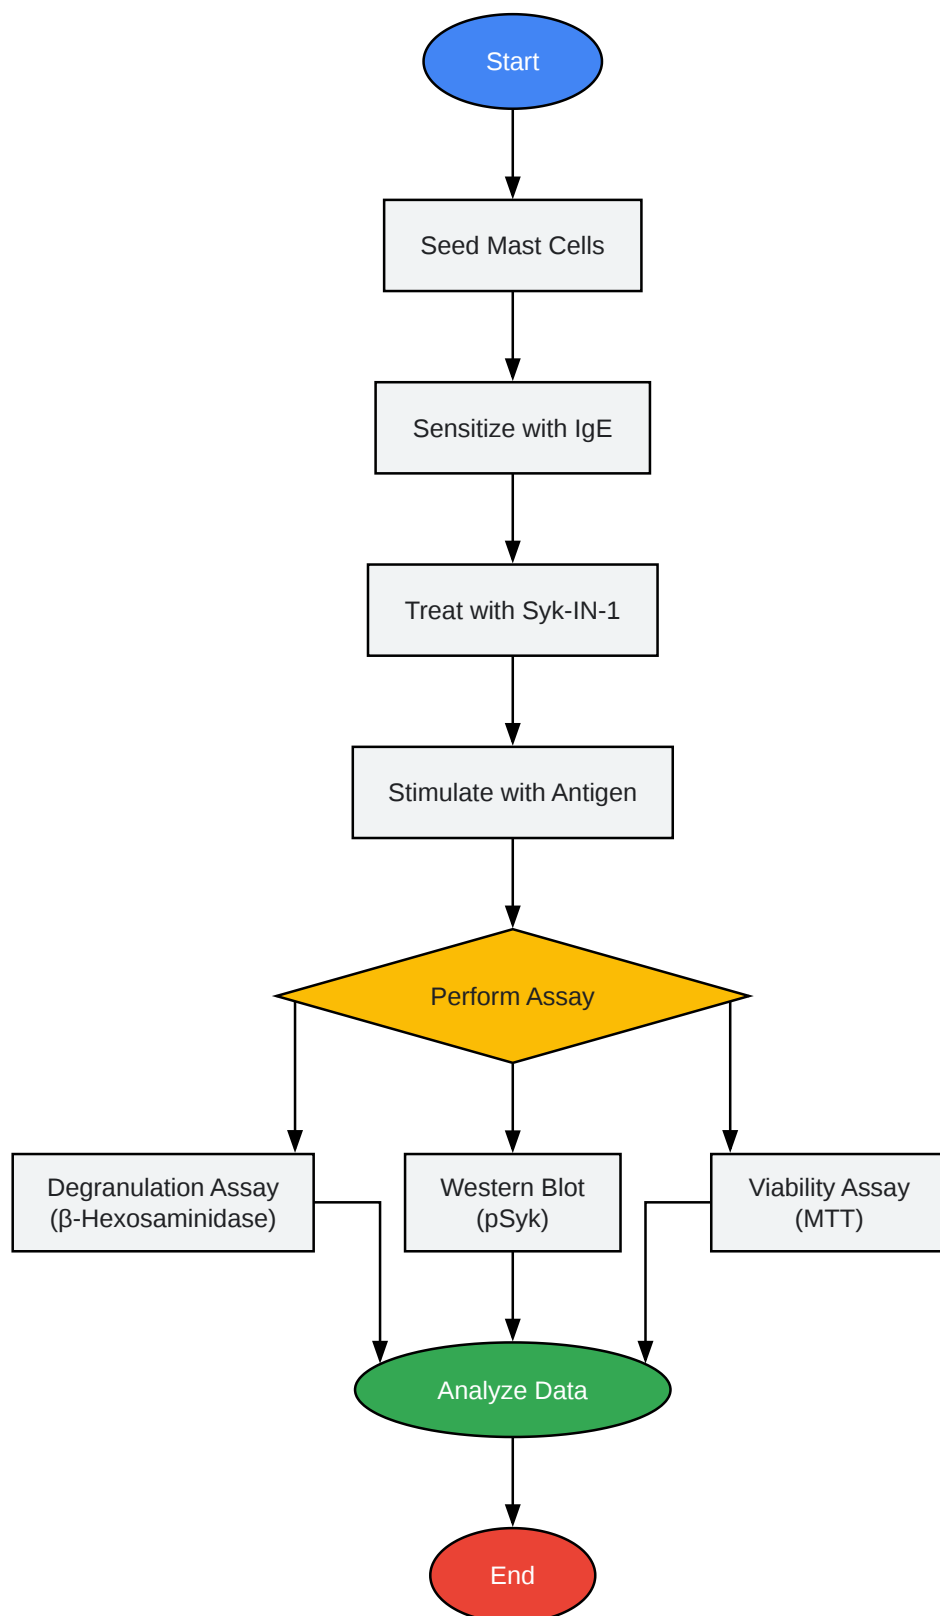 Start
Seed Mast Cells
Sensitize with IgE
Treat with Syk-IN-1
Stimulate with Antigen
Perform Assay
Degranulation Assay
(β-Hexosaminidase)
Western Blot
(pSyk)
Viability Assay
(MTT)
Analyze Data
End